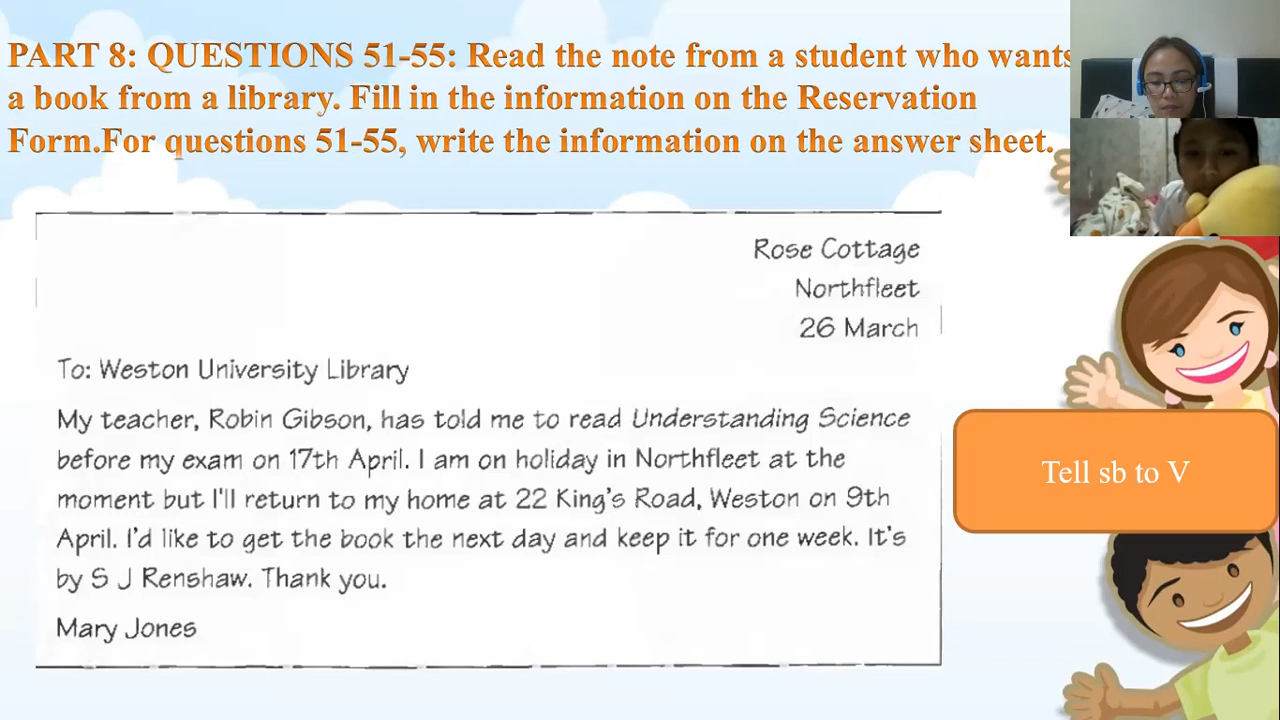 PART 8: QUESTIONS 51-55: Read the note from a student who wants
a book from a library. Fill in the information on the Reservation
Form.For questions 51-55, write the information on the answer sheet.
Rose Cottage
Northfleet
26 March
To: Weston University Library
My teacher, Robin Gibson, has told me to read Understanding Science
before my exam on 17th April. I am on holiday in Northfleet at the
moment but I'll return to my home at 22 King's Road, Weston on 9th
April. I'd like to get the book the next day and keep it for one week. It's
by S J Renshaw. Thank you.
Mary Jones
Tell sb to V